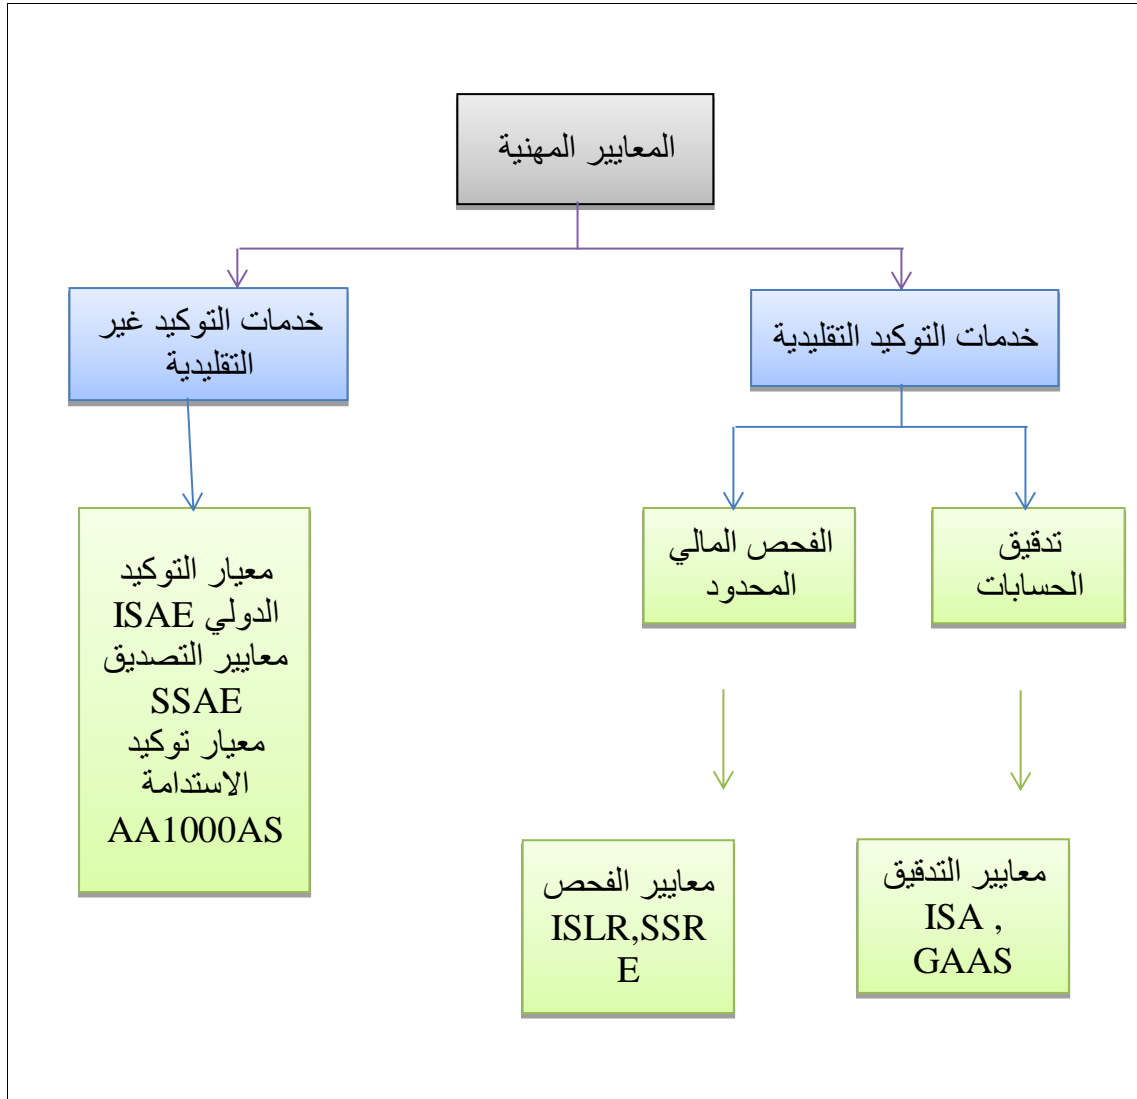 المعايير المهنية
خدمات التوكيد التقليدية
خدمات التوكيد غير
التقليدية
تدقيق
الحسابات
الفحص المالي
المحدود
معيار التوكيد
الدولي ISAE
معايير التصديق
SSAE
معيار توكيد
الاستدامة
AA1000AS
معايير التدقيق
ISA ,
GAAS
معايير الفحص
ISLR,SSR
E